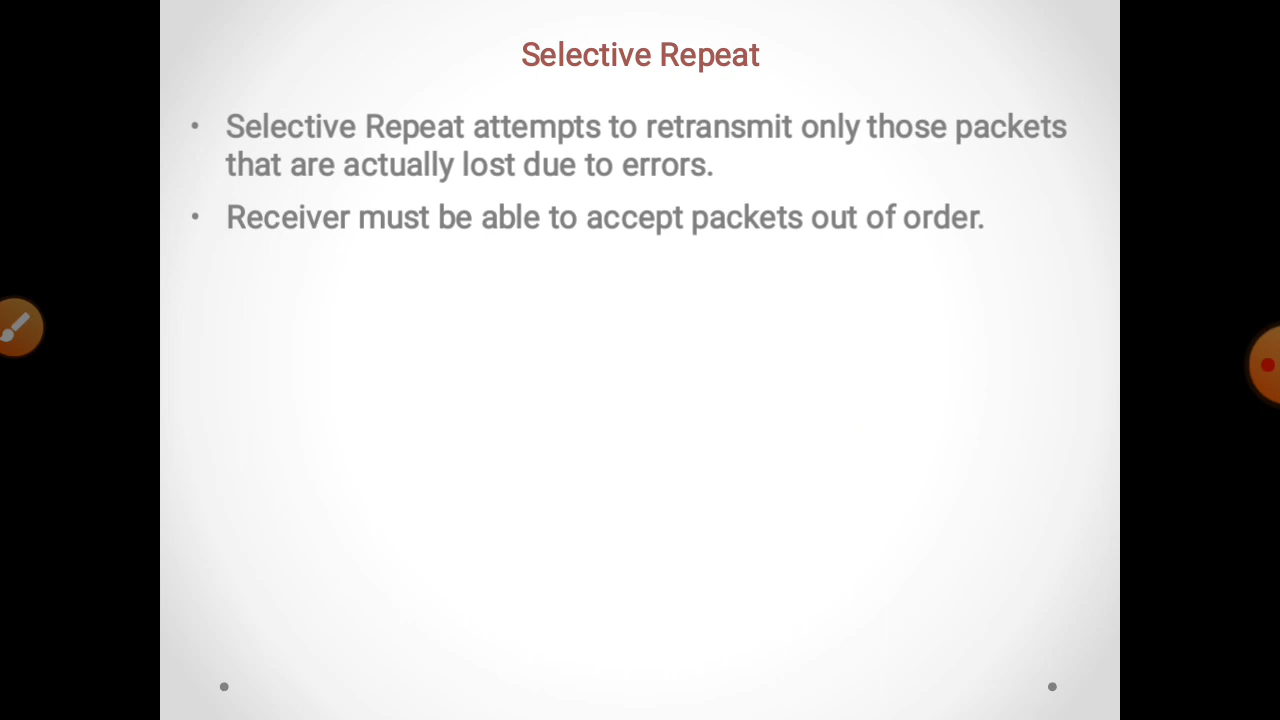 Selective Repeat
• Selective Repeat attempts to retransmit only those packets
that are actually lost due to errors.
• Receiver must be able to accept packets out of order.